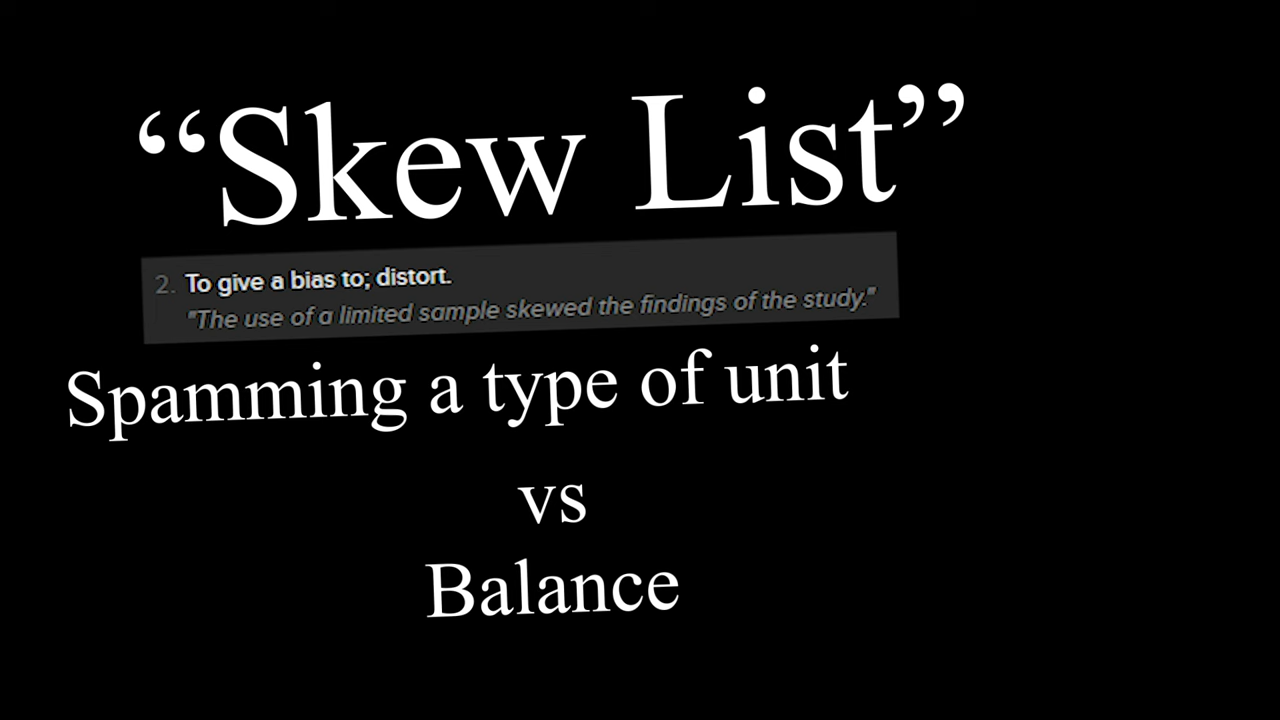 “Skew List”
2. To give a bias to; distort.
"The use of a limited sample skewed the findings of the study."
Spamming a type of unit
vs
Balance